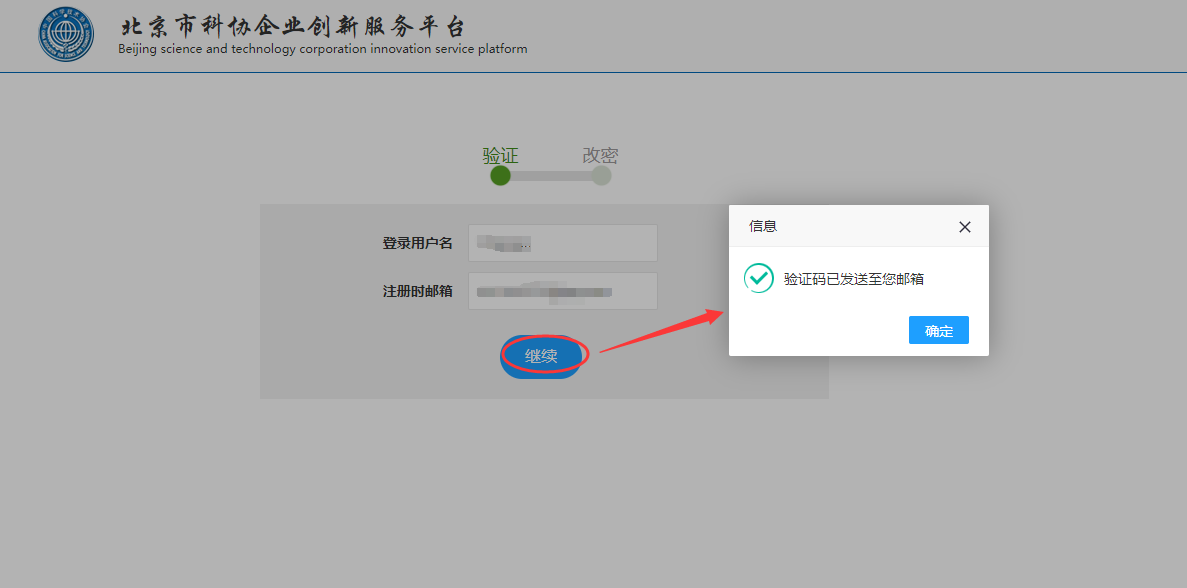 北京市科协企业创新服务平台
Beijing science and technology corporation innovation service platform
验证 改密
登录用户名
注册时邮箱
继续
信息
验证码已发送至您邮箱
确定